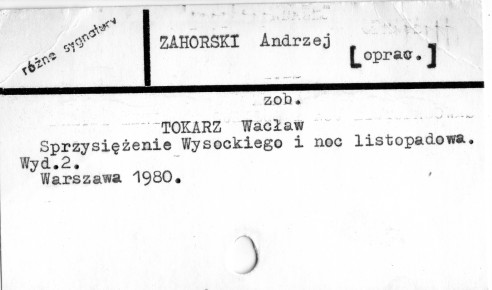 różne sygnatury
ZAHORSKI Andrzej
[oprac.]
zob.
TOKARZ Wacław
Sprzysiężenie Wysockiego i noc listopadowa.
Wyd.2.
Warszawa 1980.